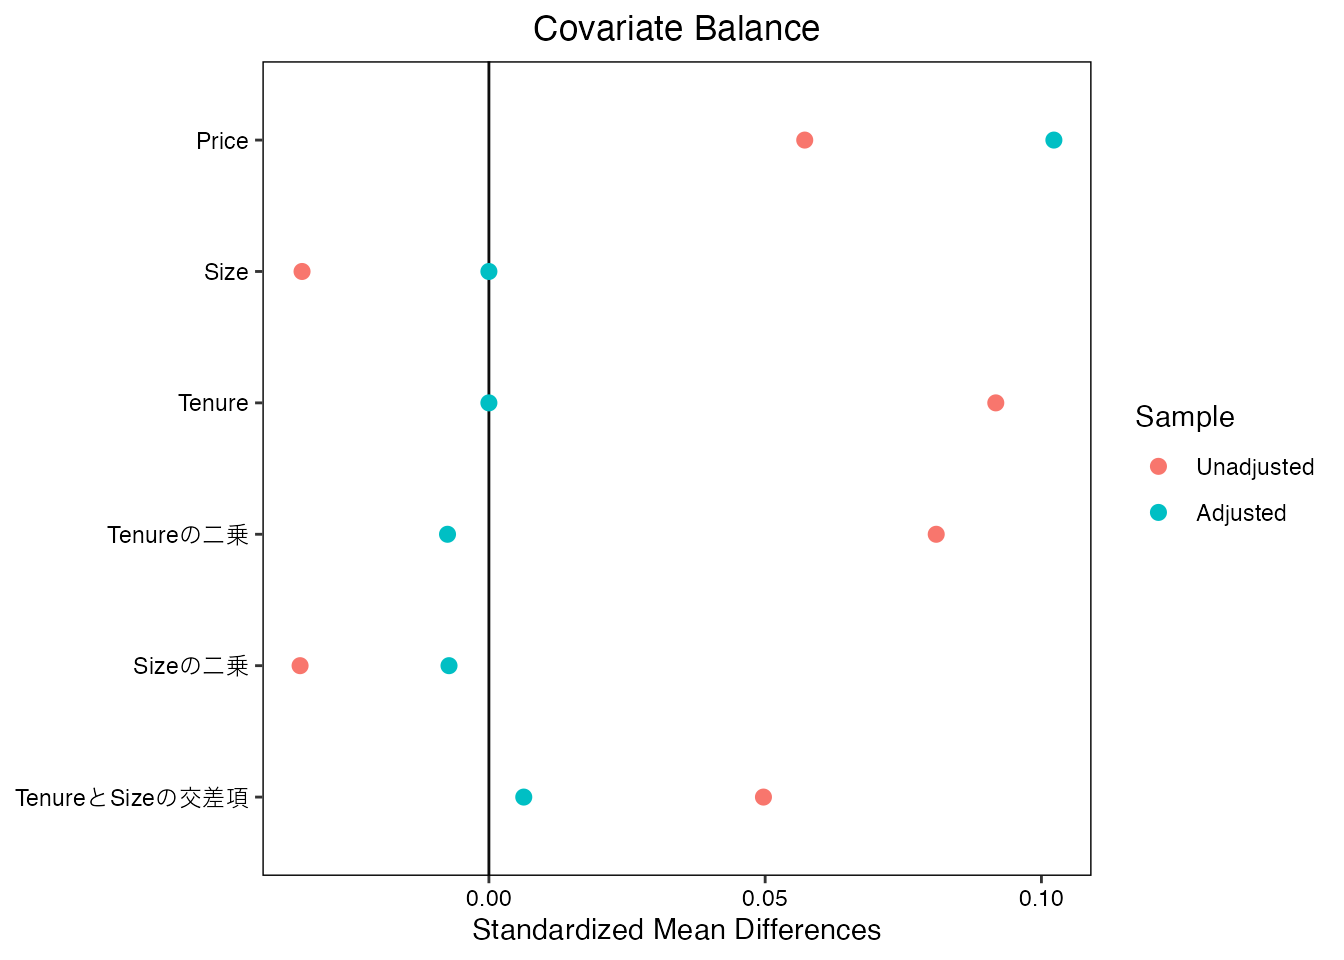 Covariate Balance
Price
Size
Tenure
Tenureの二乗
Sizeの二乗
TenureとSizeの交差項
0.00
0.05
0.10
Standardized Mean Differences
Sample
Unadjusted
Adjusted